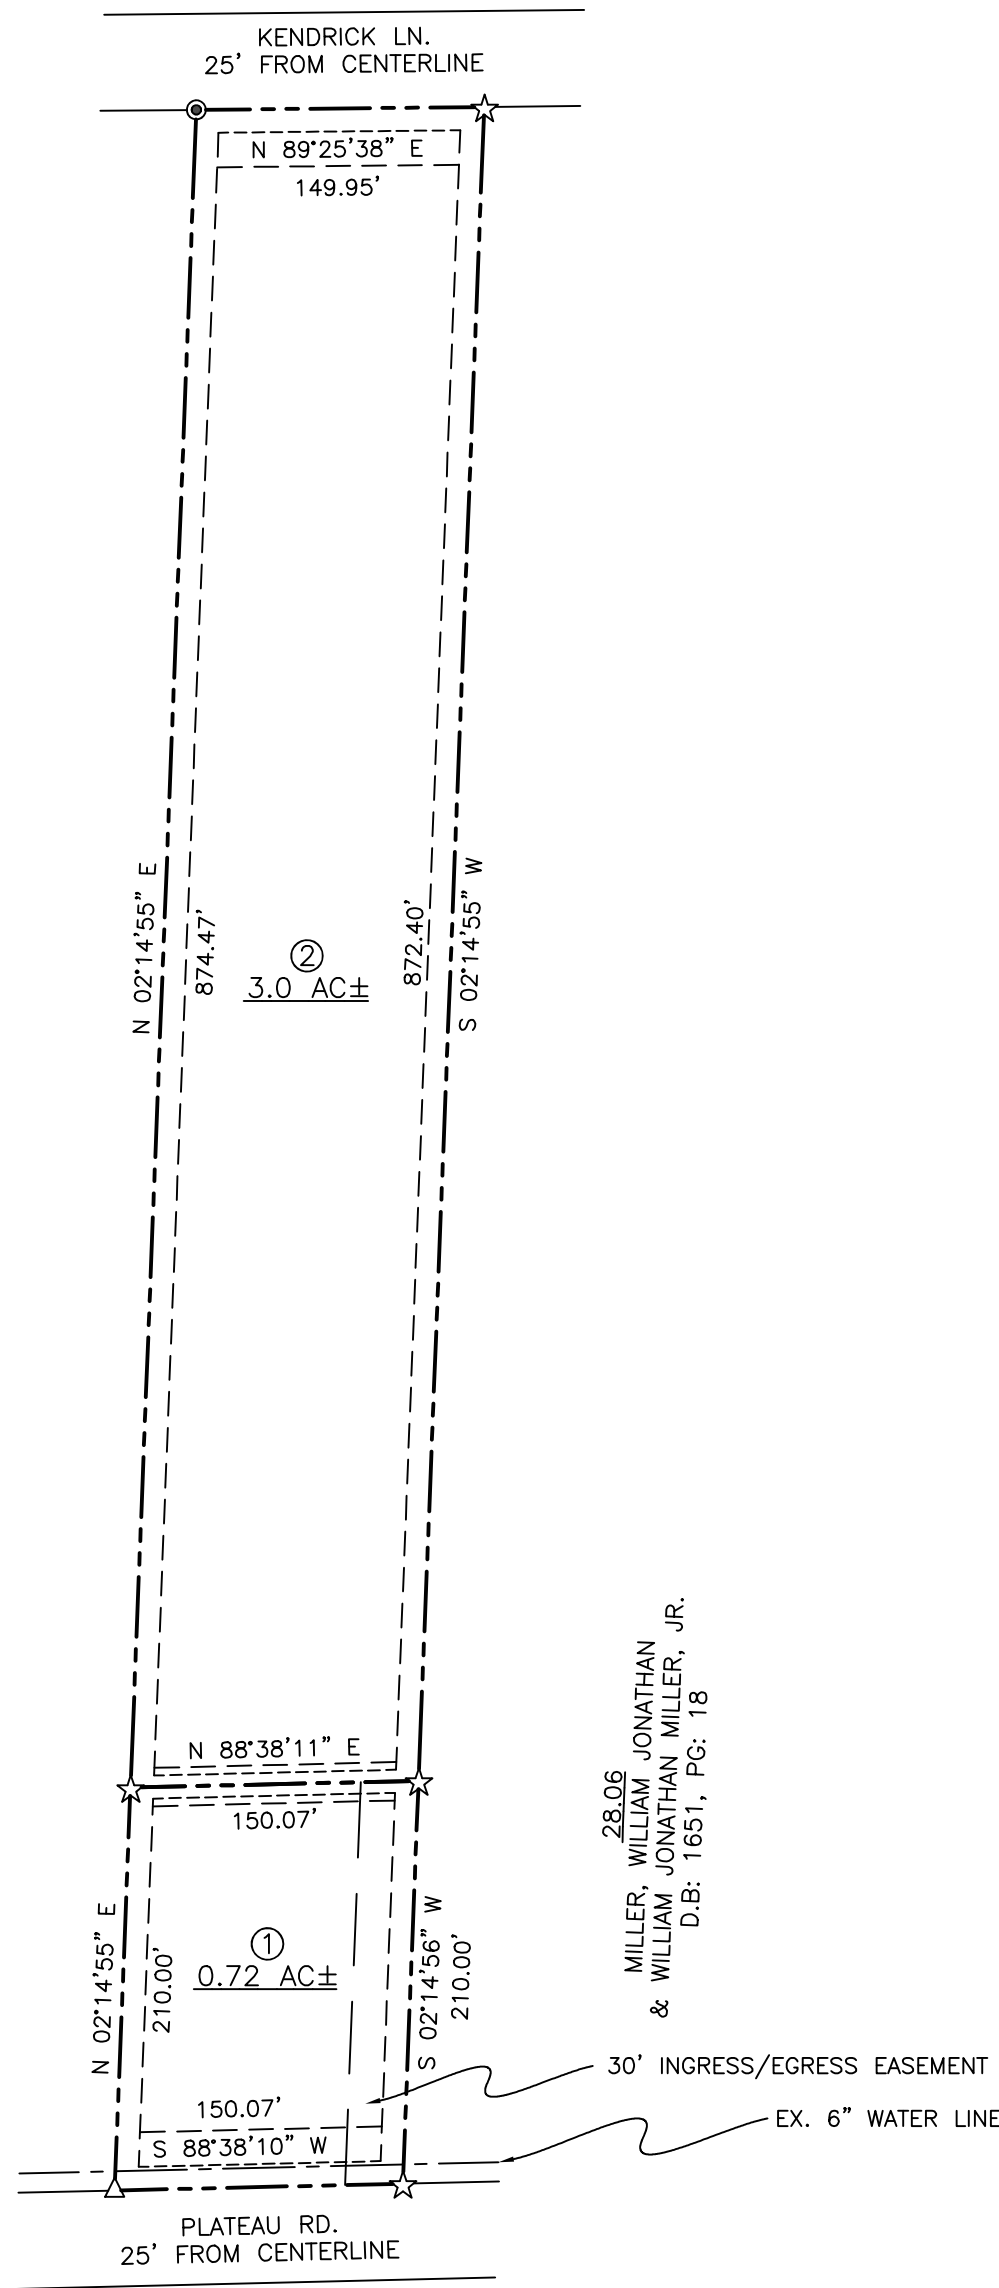 KENDRICK LN.
25' FROM CENTERLINE
N 89°25'38" E
149.95'
N 02°14'55" E
874.47'
2
3.0 AC±
872.40'
S 02°14'55" W
N 88°38'11" E
150.07'
N 02°14'55" E
210.00'
1
0.72 AC±
S 02°14'56" W
210.00'
28.06
MILLER, WILLIAM JONATHAN
& WILLIAM JONATHAN MILLER, JR.
D.B: 1651, PG: 18
30' INGRESS/EGRESS EASEMENT
150.07'
S 88°38'10" W
EX. 6" WATER LINE
PLATEAU RD.
25' FROM CENTERLINE